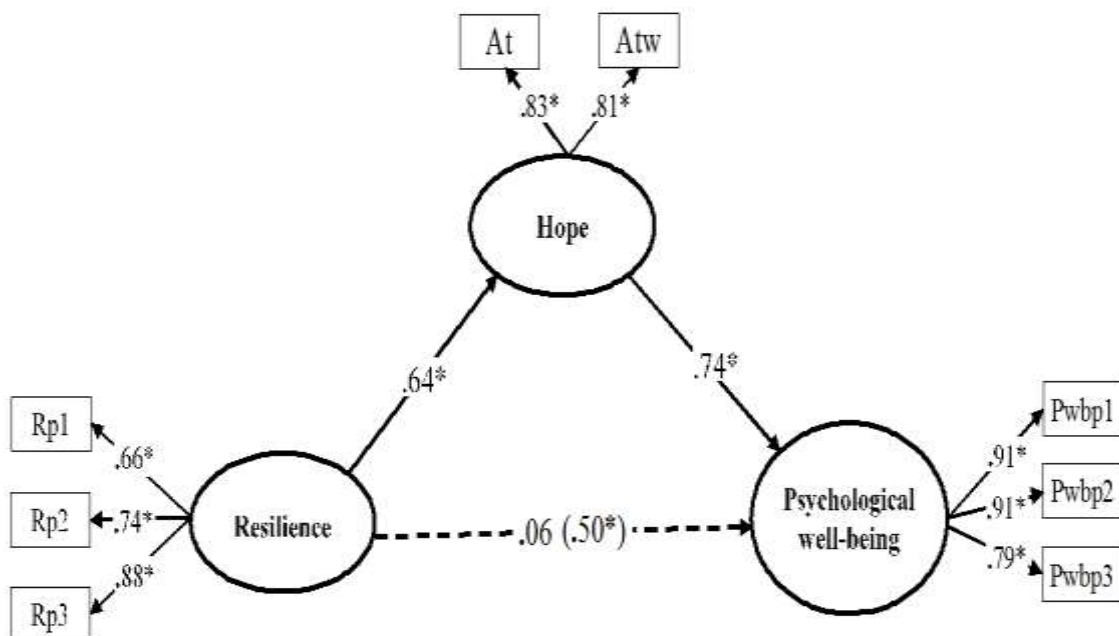 At
Atw
.83*
.81*
Hope
.64*
.74*
Rp1
.66*
Rp2
.74*
Rp3
.88*
Resilience
.06 (.50*)
Psychological
well-being
Pwbp1
.91*
Pwbp2
.91*
Pwbp3
.79*